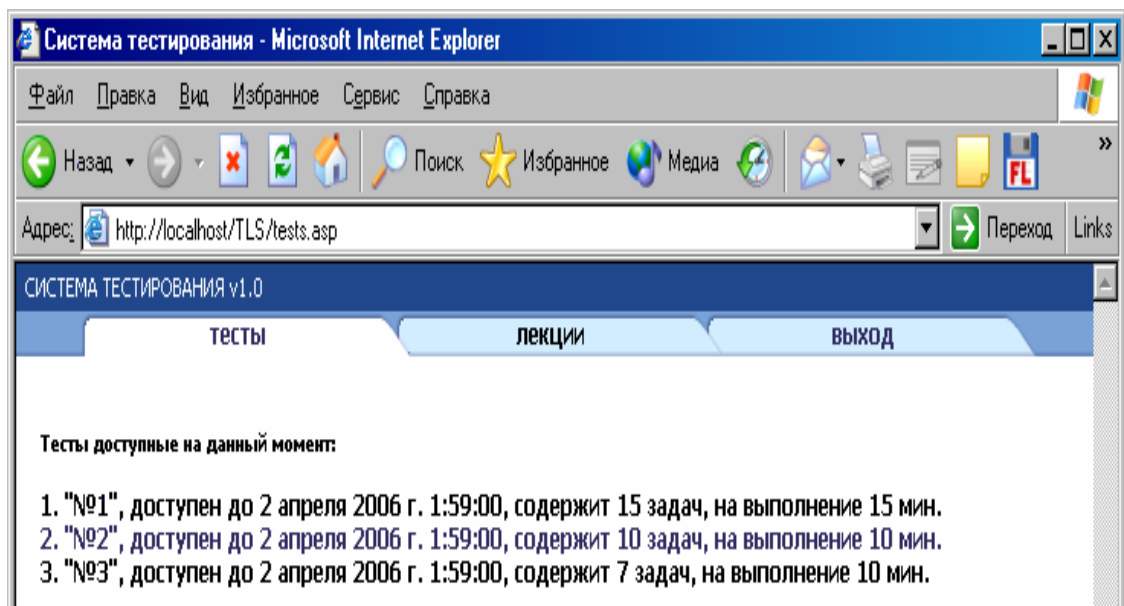 Система тестирования - Microsoft Internet Explorer
Файл Правка Вид Избранное Сервис Справка
Назад Поиск Избранное Медиа FL »
Адрес: http://localhost/TLS/tests.asp Переход Links
СИСТЕМА ТЕСТИРОВАНИЯ v1.0
тесты лекции выход
Тесты доступные на данный момент:
1. "№1", доступен до 2 апреля 2006 г. 1:59:00, содержит 15 задач, на выполнение 15 мин.
2. "№2", доступен до 2 апреля 2006 г. 1:59:00, содержит 10 задач, на выполнение 10 мин.
3. "№3", доступен до 2 апреля 2006 г. 1:59:00, содержит 7 задач, на выполнение 10 мин.